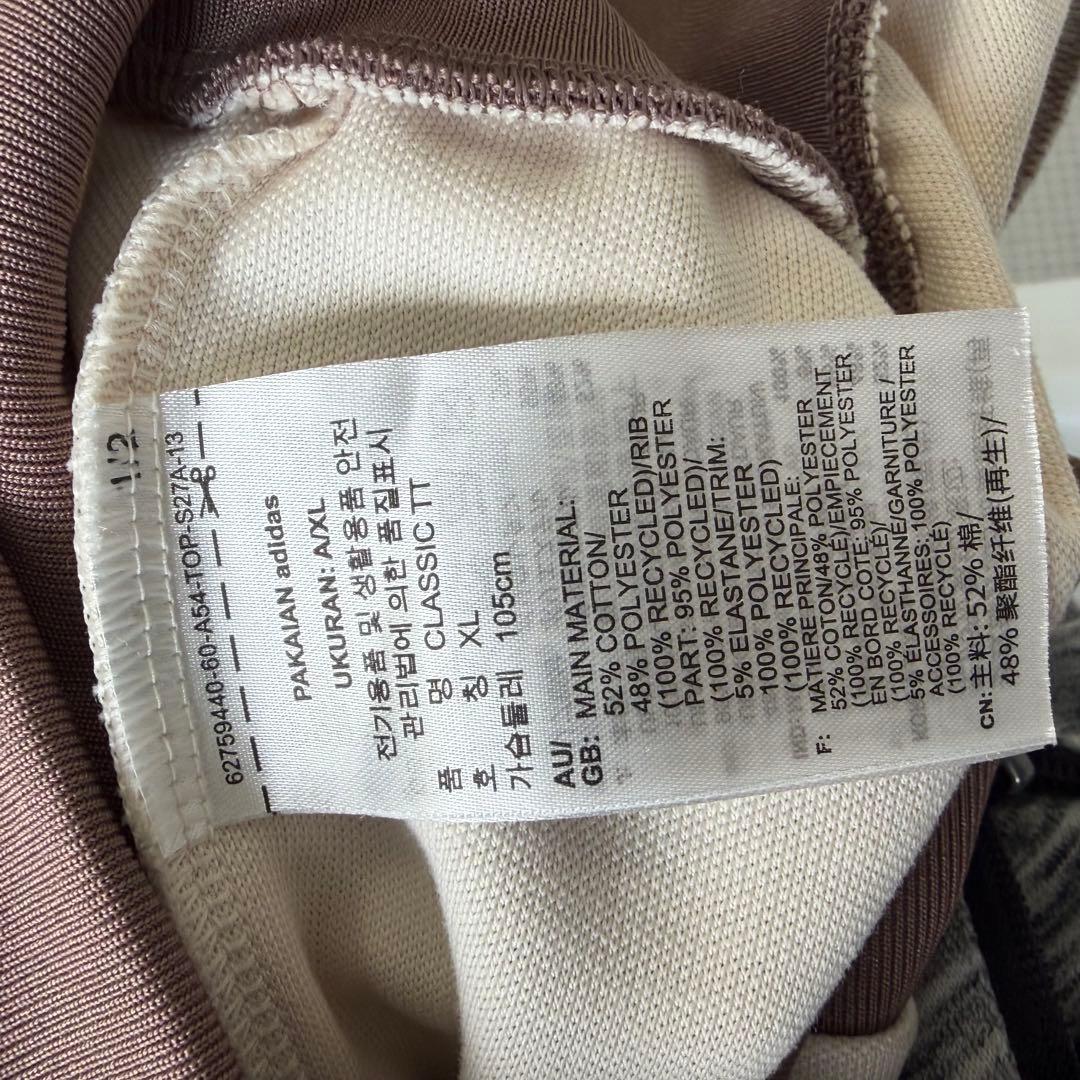 1/2
62759440-60-A54-TOP-S27A-13
PAKAIAN adidas
UKURAN: A/XL
전기용품 및 생활용품 안전
관리법에 의한 품질표시
품 명 CLASSIC TT
호 칭 XL
가슴둘레 105cm
AU/
GB: MAIN MATERIAL:
52% COTTON/
48% POLYESTER
(100% RECYCLED)/RIB
PART: 95% POLYESTER
(100% RECYCLED)/
5% ELASTANE/TRIM:
100% POLYESTER
(100% RECYCLED)
F: MATIERE PRINCIPALE:
52% COTON/48% POLYESTER
(100% RECYCLE)/EMPIECEMENT
EN BORD COTE: 95% POLYESTER
(100% RECYCLE)/
5% ELASTHANNE/GARNITURE /
ACCESSOIRES: 100% POLYESTER
(100% RECYCLE)
CN: 主料: 52% 棉/
48% 聚酯纤维(再生)/